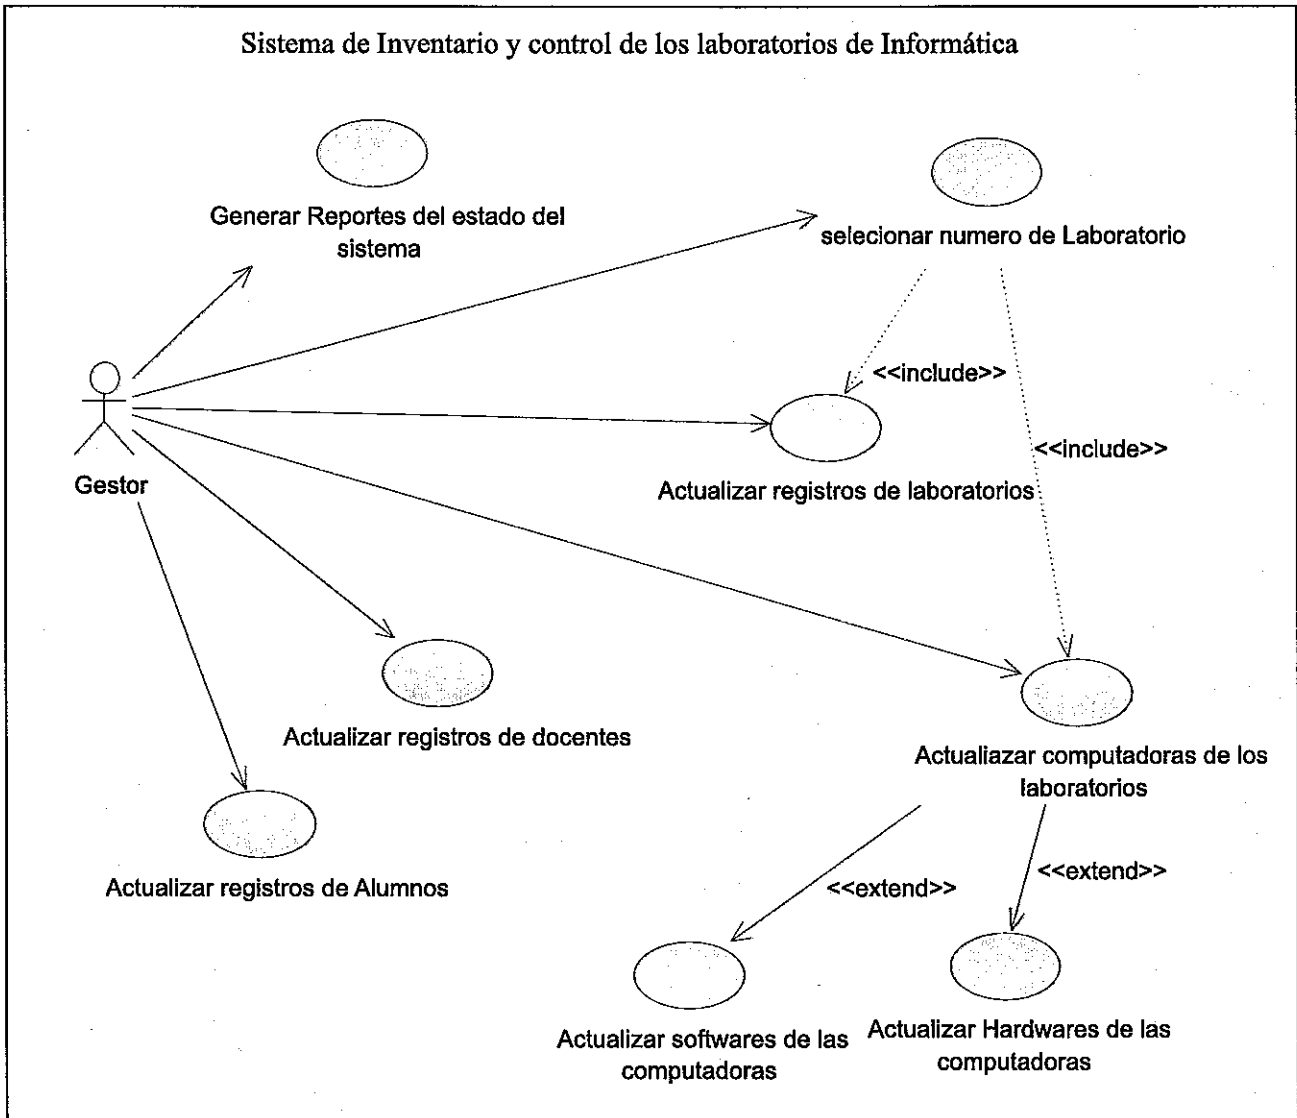 Sistema de Inventario y control de los laboratorios de Informática
Generar Reportes del estado del
sistema
selecionar numero de Laboratorio
<<include>>
<<include>>
Gestor
Actualizar registros de laboratorios
Actualizar registros de docentes
Actualiazar computadoras de los
laboratorios
Actualizar registros de Alumnos
<<extend>>
<<extend>>
Actualizar softwares de las
computadoras
Actualizar Hardwares de las
computadoras